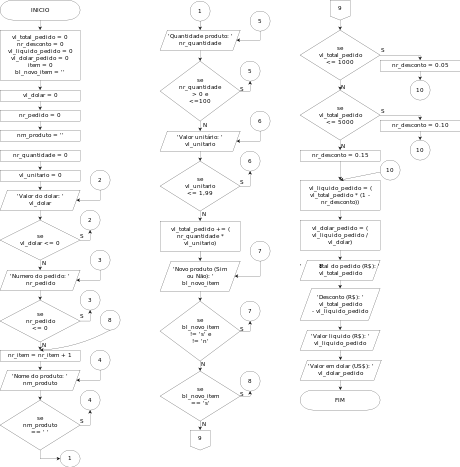 INICIO
vl_total_pedido = 0
nr_desconto = 0
vl_liquido_pedido = 0
vl_dolar_pedido = 0
item = 0
bl_novo_item = ''
vl_dolar = 0
nr_pedido = 0
nm_produto = ''
nr_quantidade = 0
vl_unitario = 0
2
'Valor do dolar: '
vl_dolar
2
se
vl_dolar <= 0
S
N
3
'Numero do pedido: '
nr_pedido
3
se
nr_pedido
<= 0
S
8
N
nr_item = nr_item + 1
4
'Nome do produto: '
nm_produto
4
se
nm_produto
== ' '
S
1
1
5
'Quantidade produto: '
nr_quantidade
5
se
nr_quantidade
> 0 e
<=100
S
N
6
'Valor unitário: '
vl_unitario
6
se
vl_unitario
<= 1.99
S
N
vl_total_pedido += (
nr_quantidade *
vl_unitario)
7
'Novo produto (Sim
ou Não): '
bl_novo_item
7
se
bl_novo_item
!= 's' e
!= 'n'
S
8
se
bl_novo_item
== 's'
S
N
9
9
se
vl_total_pedido
<= 1000
S
nr_desconto = 0.05
10
N
se
vl_total_pedido
<= 5000
S
nr_desconto = 0.10
10
N
nr_desconto = 0.15
10
vl_liquido_pedido = (
vl_total_pedido * (1 -
nr_desconto))
vl_dolar_pedido = (
vl_liquido_pedido /
vl_dolar)
tal do pedido (R$):
vl_total_pedido
'Desconto (R$): '
vl_total_pedido
- vl_liquido_pedido
'Valor liquido (R$): '
vl_liquido_pedido
'Valor em dolar (US$): '
vl_dolar_pedido
FIM